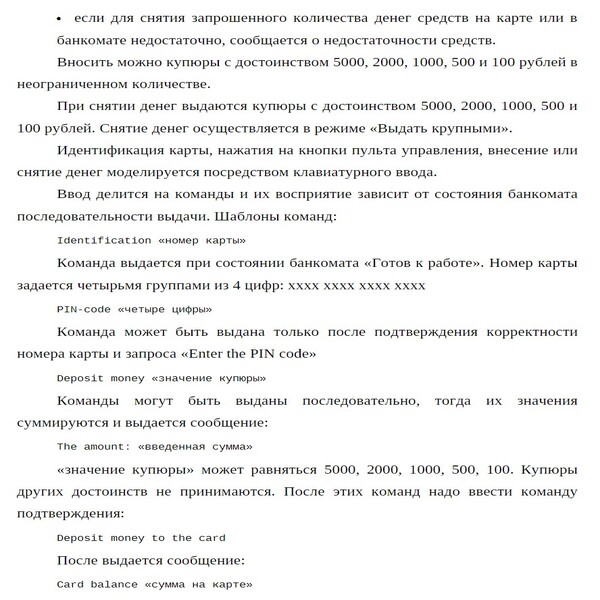 • если для снятия запрошенного количества денег средств на карте или в
банкомате недостаточно, сообщается о недостаточности средств.
Вносить можно купюры с достоинством 5000, 2000, 1000, 500 и 100 рублей в
неограниченном количестве.
При снятии денег выдаются купюры с достоинством 5000, 2000, 1000, 500 и
100 рублей. Снятие денег осуществляется в режиме «Выдать крупными».
Идентификация карты, нажатия на кнопки пульта управления, внесение или
снятие денег моделируется посредством клавиатурного ввода.
Ввод делится на команды и их восприятие зависит от состояния банкомата
последовательности выдачи. Шаблоны команд:
Identification «номер карты»
Команда выдается при состоянии банкомата «Готов к работе». Номер карты
задается четырьмя группами из 4 цифр: xxxx xxxx xxxx xxxx
PIN-code «четыре цифры»
Команда может быть выдана только после подтверждения корректности
номера карты и запроса «Enter the PIN code»
Deposit money «значение купюры»
Команды могут быть выданы последовательно, тогда их значения
суммируются и выдается сообщение:
The amount: «введенная сумма»
«значение купюры» может равняться 5000, 2000, 1000, 500, 100. Купюры
других достоинств не принимаются. После этих команд надо ввести команду
подтверждения:
Deposit money to the card
После выдается сообщение:
Card balance «сумма на карте»